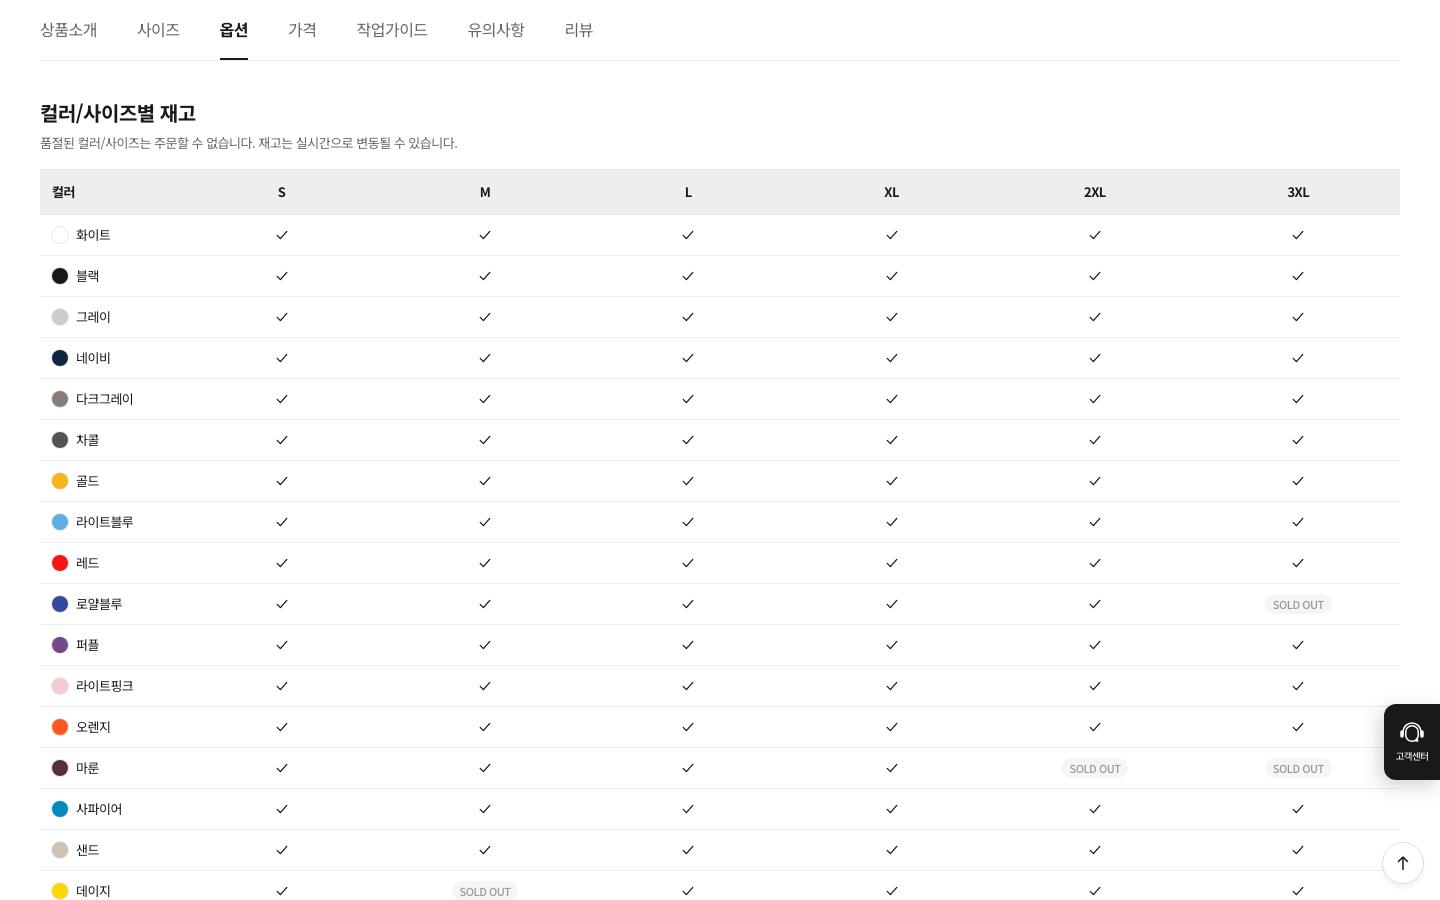 상품소개 사이즈 옵션 가격 작업가이드 유의사항 리뷰
컬러/사이즈별 재고
품절된 컬러/사이즈는 주문할 수 없습니다. 재고는 실시간으로 변동될 수 있습니다.
컬러 S M L XL 2XL 3XL
화이트
블랙
그레이
네이비
다크그레이
차콜
골드
라이트블루
레드
로얄블루 SOLD OUT
퍼플
라이트핑크
오렌지
고객센터
마룬 SOLD OUT SOLD OUT
사파이어
샌드
데이지 SOLD OUT